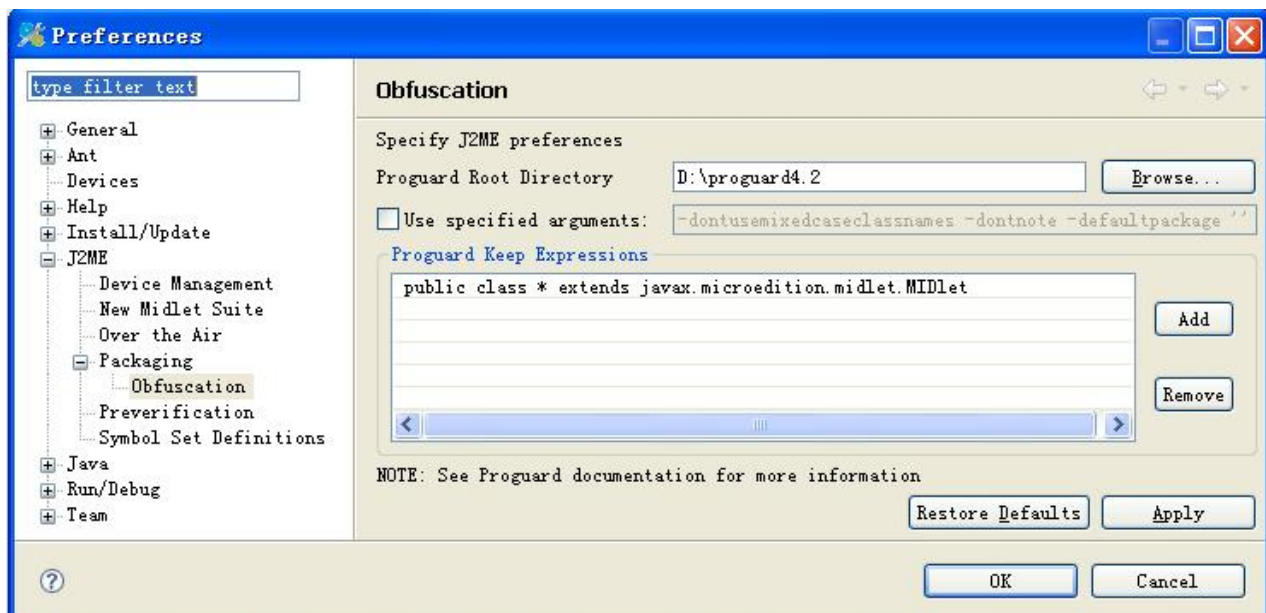 Preferences
type filter text
General
Ant
Devices
Help
Install/Update
J2ME
Device Management
New Midlet Suite
Over the Air
Packaging
Obfuscation
Preverification
Symbol Set Definitions
Java
Run/Debug
Team
Obfuscation
Specify J2ME preferences
Proguard Root Directory D:\proguard4.2 Browse...
Use specified arguments: -dontusemixedcaseclassnames -dontnote -defaultpackage ''
Proguard Keep Expressions
public class * extends javax.microedition.midlet.MIDlet
Add
Remove
NOTE: See Proguard documentation for more information
Restore Defaults Apply
OK Cancel